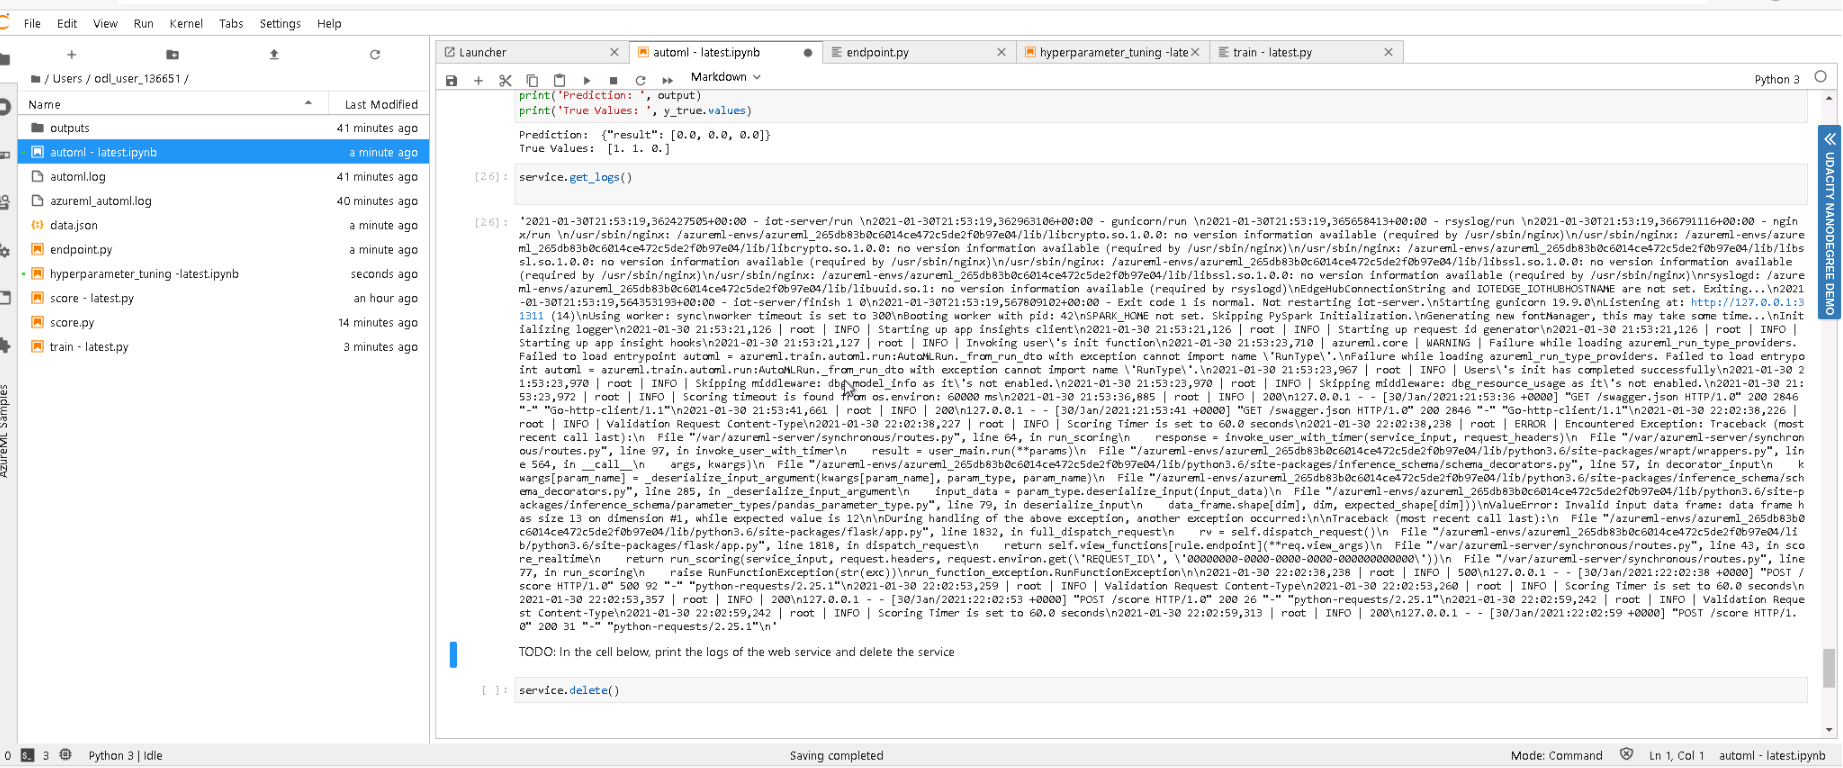 File Edit View Run Kernel Tabs Settings Help
/ Users / odl_user_136651 /
Name Last Modified
outputs 41 minutes ago
automl - latest.ipynb a minute ago
automl.log 41 minutes ago
azureml_automl.log 40 minutes ago
data.json a minute ago
endpoint.py a minute ago
hyperparameter_tuning -latest.ipynb seconds ago
score - latest.py an hour ago
score.py 14 minutes ago
train - latest.py 3 minutes ago
AzureML Samples
Launcher automl - latest.ipynb endpoint.py hyperparameter_tuning -late train - latest.py
Markdown Python 3
print('Prediction: ', output)
print('True Values: ', y_true.values)
Prediction:  {"result": [0.0, 0.0, 0.0]}
True Values:  [1. 1. 0.]
[26]: service.get_logs()
[26]: '2021-01-30T21:53:19,362427505+00:00 - iot-server/run \n2021-01-30T21:53:19,362963106+00:00 - gunicorn/run \n2021-01-30T21:53:19,365658413+00:00 - rsyslog/run \n2021-01-30T21:53:19,366791116+00:00 - ngin
x/run \n/usr/sbin/nginx: /azureml-envs/azureml_265db83b0c6014ce472c5de2f0b97e04/lib/libcrypto.so.1.0.0: no version information available (required by /usr/sbin/nginx)\n/usr/sbin/nginx: /azureml-envs/azure
ml_265db83b0c6014ce472c5de2f0b97e04/lib/libcrypto.so.1.0.0: no version information available (required by /usr/sbin/nginx)\n/usr/sbin/nginx: /azureml-envs/azureml_265db83b0c6014ce472c5de2f0b97e04/lib/libs
sl.so.1.0.0: no version information available (required by /usr/sbin/nginx)\n/usr/sbin/nginx: /azureml-envs/azureml_265db83b0c6014ce472c5de2f0b97e04/lib/libssl.so.1.0.0: no version information available
(required by /usr/sbin/nginx)\n/usr/sbin/nginx: /azureml-envs/azureml_265db83b0c6014ce472c5de2f0b97e04/lib/libssl.so.1.0.0: no version information available (required by /usr/sbin/nginx)\nrsyslogd: /azure
ml-envs/azureml_265db83b0c6014ce472c5de2f0b97e04/lib/libuuid.so.1: no version information available (required by rsyslogd)\nEdgeHubConnectionString and IOTEDGE_IOTHUBHOSTNAME are not set. Exiting...\n2021
-01-30T21:53:19,564353193+00:00 - iot-server/finish 1 0\n2021-01-30T21:53:19,567809102+00:00 - Exit code 1 is normal. Not restarting iot-server.\nStarting gunicorn 19.9.0\nListening at: http://127.0.0.1:3
1311 (14)\nUsing worker: sync\nworker timeout is set to 300\nBooting worker with pid: 42\nSPARK_HOME not set. Skipping PySpark Initialization.\nGenerating new fontManager, this may take some time...\nInit
ializing logger\n2021-01-30 21:53:21,126 | root | INFO | Starting up app insights client\n2021-01-30 21:53:21,126 | root | INFO | Starting up request id generator\n2021-01-30 21:53:21,126 | root | INFO |
Starting up app insight hooks\n2021-01-30 21:53:21,127 | root | INFO | Invoking user\'s init function\n2021-01-30 21:53:23,710 | azureml.core | WARNING | Failure while loading azureml_run_type_providers.
Failed to load entrypoint automl = azureml.train.automl.run:AutoMLRun._from_run_dto with exception cannot import name \'RunType\'.\nFailure while loading azureml_run_type_providers. Failed to load entrypo
int automl = azureml.train.automl.run:AutoMLRun._from_run_dto with exception cannot import name \'RunType\'.\n2021-01-30 21:53:23,967 | root | INFO | Users\'s init has completed successfully\n2021-01-30 2
1:53:23,970 | root | INFO | Skipping middleware: dbg_model_info as it\'s not enabled.\n2021-01-30 21:53:23,970 | root | INFO | Skipping middleware: dbg_resource_usage as it\'s not enabled.\n2021-01-30 21:
53:23,972 | root | INFO | Scoring timeout is found from os.environ: 60000 ms\n2021-01-30 21:53:36,885 | root | INFO | 200\n127.0.0.1 - - [30/Jan/2021:21:53:36 +0000] "GET /swagger.json HTTP/1.0" 200 2846
"-" "Go-http-client/1.1"\n2021-01-30 21:53:41,661 | root | INFO | 200\n127.0.0.1 - - [30/Jan/2021:21:53:41 +0000] "GET /swagger.json HTTP/1.0" 200 2846 "-" "Go-http-client/1.1"\n2021-01-30 22:02:38,226 |
root | INFO | Validation Request Content-Type\n2021-01-30 22:02:38,227 | root | INFO | Scoring Timer is set to 60.0 seconds\n2021-01-30 22:02:38,238 | root | ERROR | Encountered Exception: Traceback (most
recent call last):\n  File "/var/azureml-server/synchronous/routes.py", line 64, in run_scoring\n    response = invoke_user_with_timer(service_input, request_headers)\n  File "/var/azureml-server/synchron
ous/routes.py", line 97, in invoke_user_with_timer\n    result = user_main.run(**params)\n  File "/azureml-envs/azureml_265db83b0c6014ce472c5de2f0b97e04/lib/python3.6/site-packages/wrapt/wrappers.py", lin
e 564, in __call__\n    args, kwargs)\n  File "/azureml-envs/azureml_265db83b0c6014ce472c5de2f0b97e04/lib/python3.6/site-packages/inference_schema/schema_decorators.py", line 57, in decorator_input\n    k
wargs[param_name] = _deserialize_input_argument(kwargs[param_name], param_type, param_name)\n  File "/azureml-envs/azureml_265db83b0c6014ce472c5de2f0b97e04/lib/python3.6/site-packages/inference_schema/sch
ema_decorators.py", line 285, in _deserialize_input_argument\n    input_data = param_type.deserialize_input(input_data)\n  File "/azureml-envs/azureml_265db83b0c6014ce472c5de2f0b97e04/lib/python3.6/site-p
ackages/inference_schema/parameter_types/pandas_parameter_type.py", line 79, in deserialize_input\n    data_frame.shape[dim], dim, expected_shape[dim]))\nValueError: Invalid input data frame: data frame h
as size 13 on dimension #1, while expected value is 12\n\nDuring handling of the above exception, another exception occurred:\n\nTraceback (most recent call last):\n  File "/azureml-envs/azureml_265db83b0
c6014ce472c5de2f0b97e04/lib/python3.6/site-packages/flask/app.py", line 1832, in full_dispatch_request\n    rv = self.dispatch_request()\n  File "/azureml-envs/azureml_265db83b0c6014ce472c5de2f0b97e04/li
b/python3.6/site-packages/flask/app.py", line 1818, in dispatch_request\n    return self.view_functions[rule.endpoint](**req.view_args)\n  File "/var/azureml-server/synchronous/routes.py", line 43, in sco
re_realtime\n    return run_scoring(service_input, request.headers, request.environ.get(\'REQUEST_ID\', \'00000000-0000-0000-0000-000000000000\'))\n  File "/var/azureml-server/synchronous/routes.py", line
77, in run_scoring\n    raise RunFunctionException(str(exc))\nrun_function_exception.RunFunctionException\n\n2021-01-30 22:02:38,238 | root | INFO | 500\n127.0.0.1 - - [30/Jan/2021:22:02:38 +0000] "POST /
score HTTP/1.0" 500 92 "-" "python-requests/2.25.1"\n2021-01-30 22:02:53,259 | root | INFO | Validation Request Content-Type\n2021-01-30 22:02:53,260 | root | INFO | Scoring Timer is set to 60.0 seconds\n
2021-01-30 22:02:53,357 | root | INFO | 200\n127.0.0.1 - - [30/Jan/2021:22:02:53 +0000] "POST /score HTTP/1.0" 200 26 "-" "python-requests/2.25.1"\n2021-01-30 22:02:59,242 | root | INFO | Validation Reque
st Content-Type\n2021-01-30 22:02:59,242 | root | INFO | Scoring Timer is set to 60.0 seconds\n2021-01-30 22:02:59,313 | root | INFO | 200\n127.0.0.1 - - [30/Jan/2021:22:02:59 +0000] "POST /score HTTP/1.
0" 200 31 "-" "python-requests/2.25.1"\n'
TODO: In the cell below, print the logs of the web service and delete the service
[ ]: service.delete()
UDACITY NANODEGREE DEMO
0 3 Python 3 | Idle Saving completed Mode: Command Ln 1, Col 1 automl - latest.ipynb